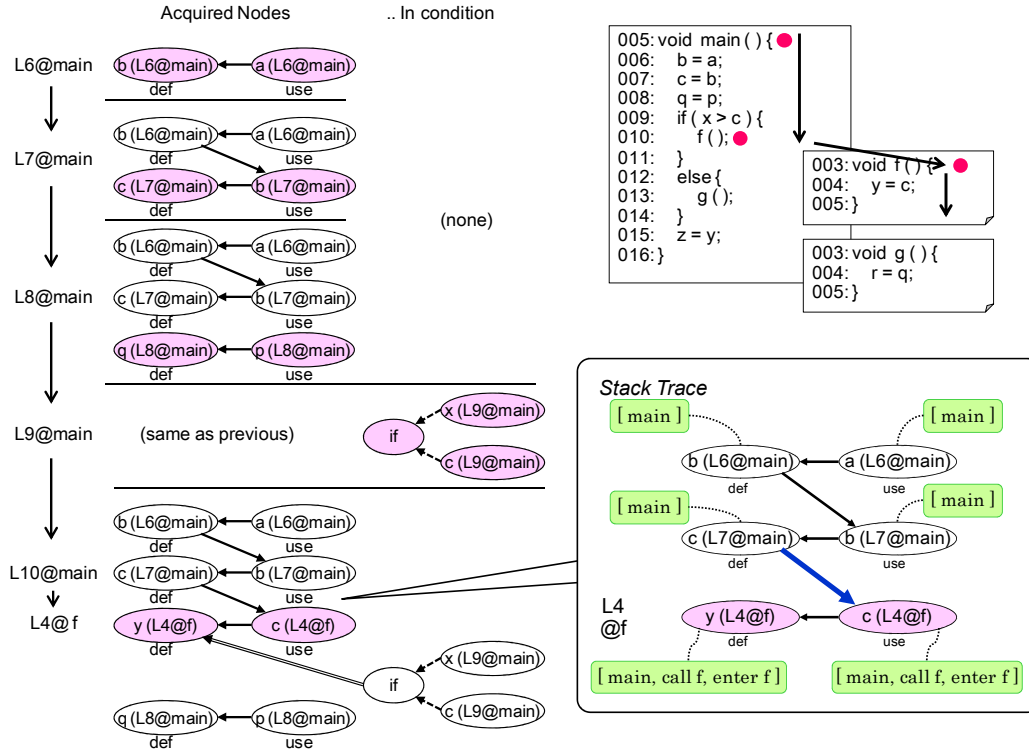 Acquired Nodes
.. In condition
L6@main
b (L6@main)
a (L6@main)
def
use
L7@main
b (L6@main)
a (L6@main)
def
use
c (L7@main)
b (L7@main)
def
use
(none)
L8@main
b (L6@main)
a (L6@main)
def
use
c (L7@main)
b (L7@main)
def
use
q (L8@main)
p (L8@main)
def
use
L9@main
(same as previous)
x (L9@main)
if
c (L9@main)
L10@main
L4@f
b (L6@main)
a (L6@main)
def
use
c (L7@main)
b (L7@main)
def
use
y (L4@f)
c (L4@f)
def
use
x (L9@main)
if
c (L9@main)
q (L8@main)
p (L8@main)
def
use
005: void main ( ) {
006: b = a;
007: c = b;
008: q = p;
009: if ( x > c ) {
010: f ( );
011: }
012: else {
013: g ( );
014: }
015: z = y;
016: }
003: void f ( ) {
004: y = c;
005: }
003: void g ( ) {
004: r = q;
005: }
Stack Trace
[ main ]
[ main ]
b (L6@main)
a (L6@main)
def
use
[ main ]
[ main ]
c (L7@main)
b (L7@main)
def
use
L4
@f
y (L4@f)
c (L4@f)
def
use
[ main, call f, enter f ]
[ main, call f, enter f ]